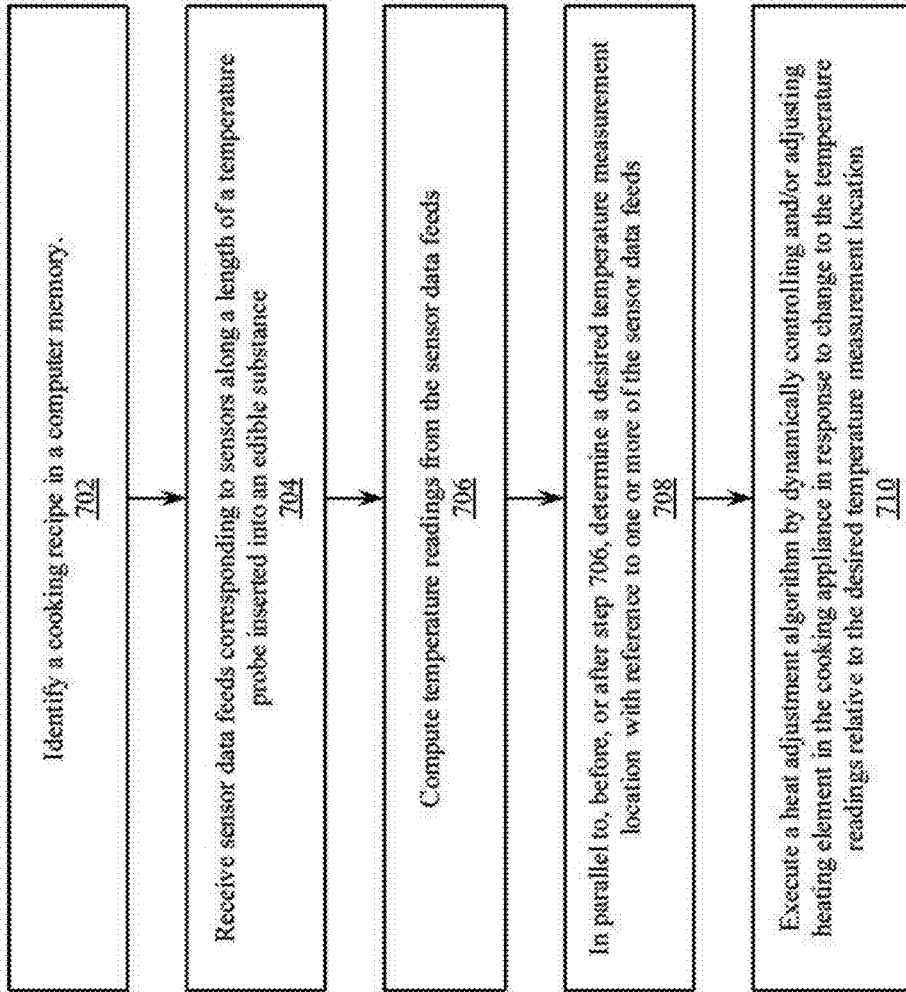 Identify a cooking recipe in a computer memory.
702
Receive sensor data feeds corresponding to sensors along a length of a temperature
probe inserted into an edible substance
704
Compute temperature readings from the sensor data feeds
706
In parallel to, before, or after step 706, determine a desired temperature measurement
location with reference to one or more of the sensor data feeds
708
Execute a heat adjustment algorithm by dynamically controlling and/or adjusting
heating element in the cooking appliance in response to change to the temperature
readings relative to the desired temperature measurement location
710